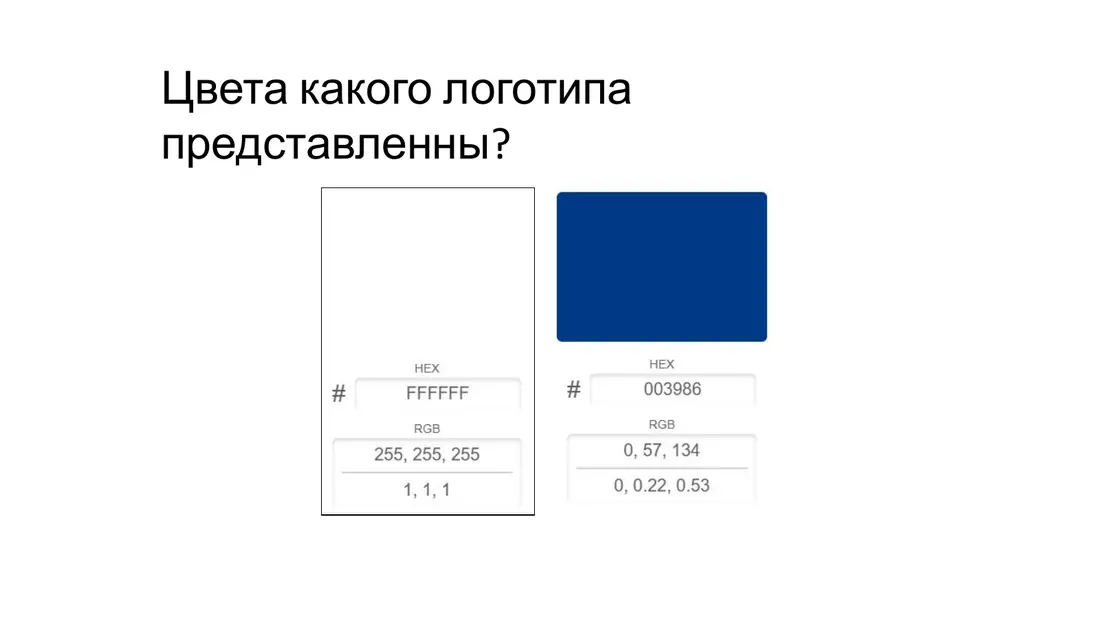 Цвета какого логотипа
представленны?
HEX
# FFFFFF
RGB
255, 255, 255
1, 1, 1
HEX
# 003986
RGB
0, 57, 134
0, 0.22, 0.53